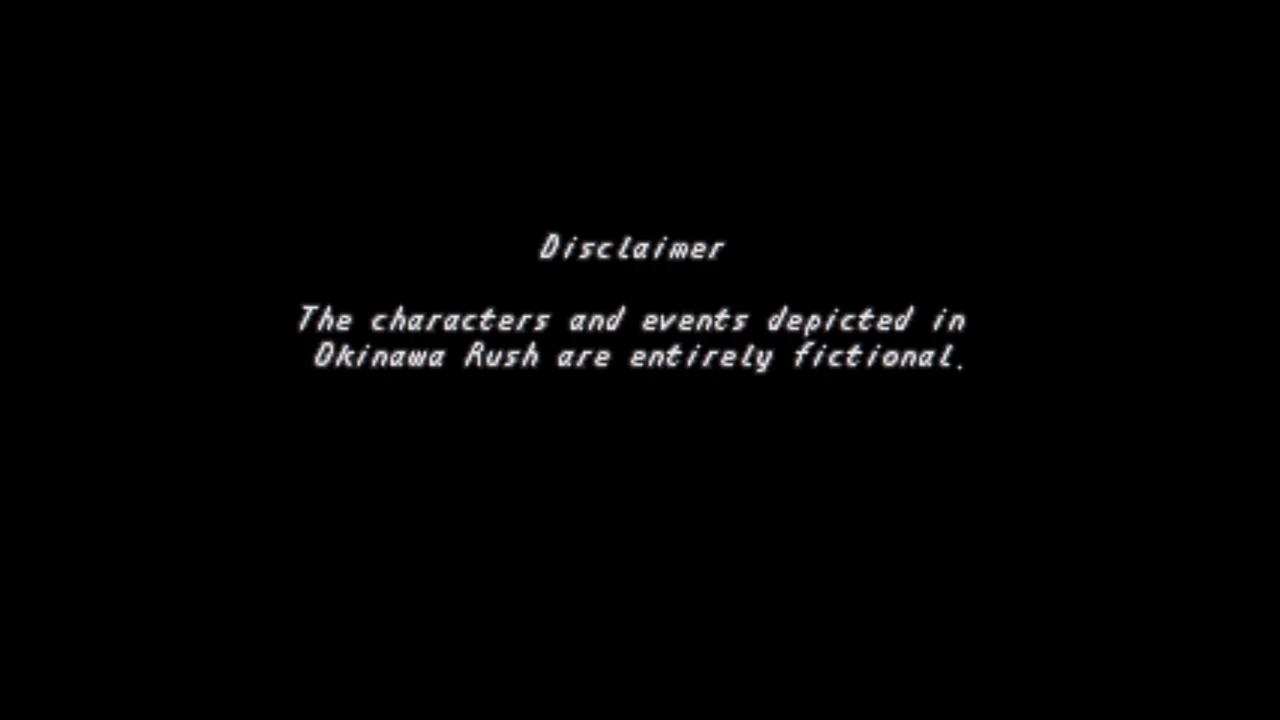 Disclaimer
The characters and events depicted in
Okinawa Rush are entirely fictional.